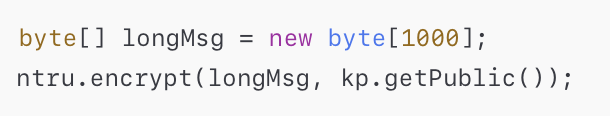 byte[] longMsg = new byte[1000];
ntru.encrypt(longMsg, kp.getPublic());